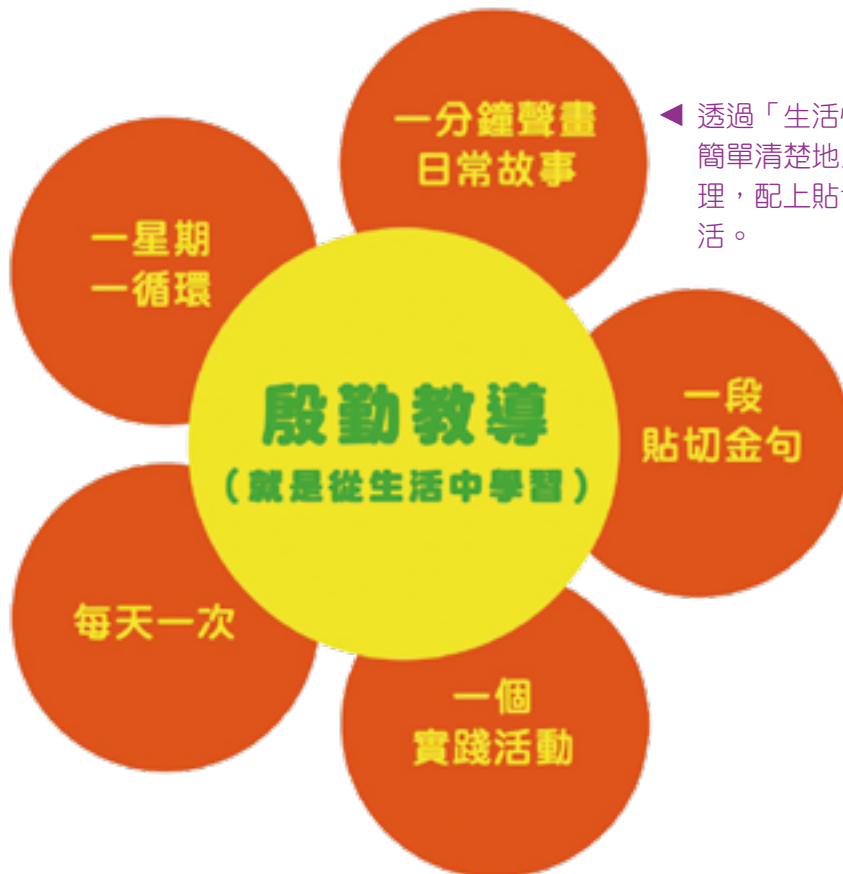 一分鐘聲畫
日常故事
◀ 透過「生活
簡單清楚地
理，配上貼
活。
一星期
一循環
殷勤教導
（就是從生活中學習）
一段
貼切金句
每天一次
一個
實踐活動